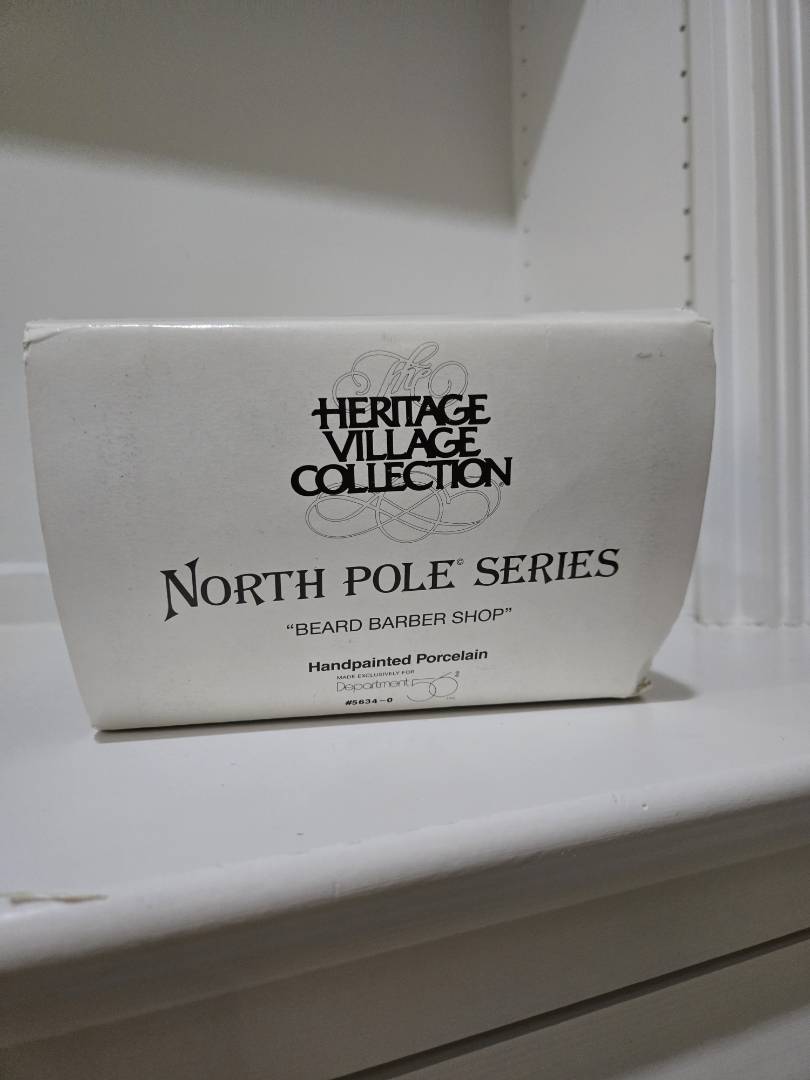 The
HERITAGE
VILLAGE
COLLECTION®
NORTH POLE© SERIES
“BEARD BARBER SHOP”
Handpainted Porcelain
MADE EXCLUSIVELY FOR
Department 56®
#5634-0